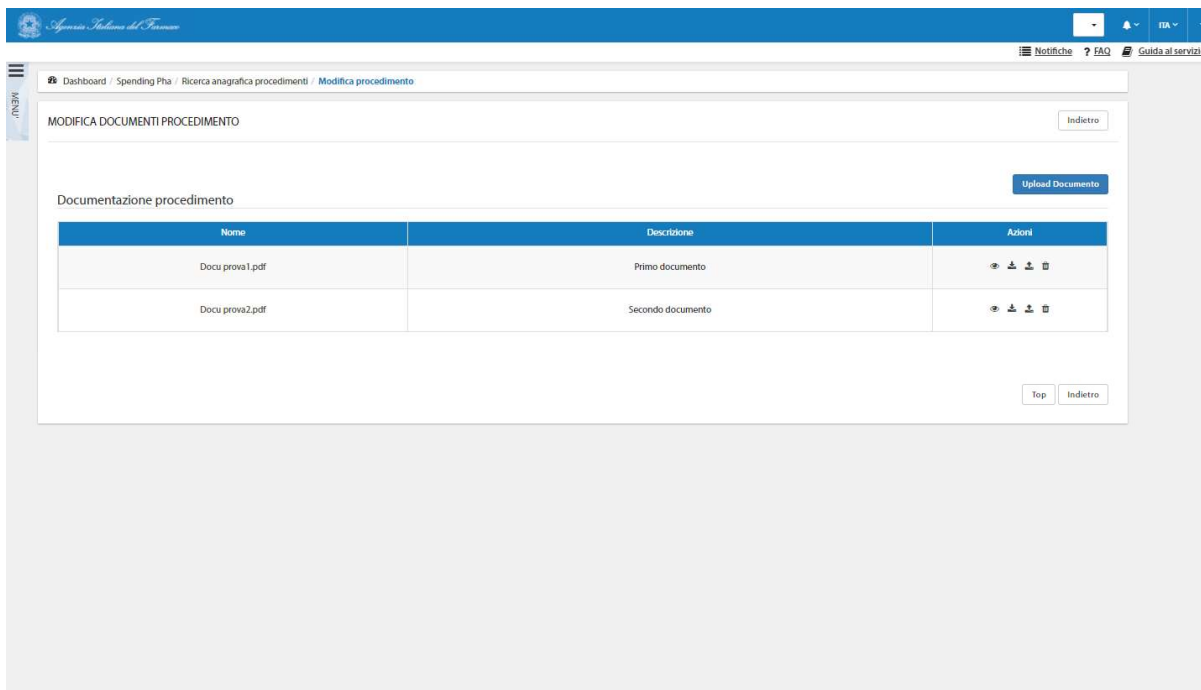 Agenzia Italiana del Farmaco
ITA
Notifiche ? FAQ Guida al servizi
MENU'
Dashboard / Spending Pha / Ricerca anagrafica procedimenti / Modifica procedimento
MODIFICA DOCUMENTI PROCEDIMENTO Indietro
Upload Documento
Documentazione procedimento
Nome Descrizione Azioni
Docu prova1.pdf Primo documento
Docu prova2.pdf Secondo documento
Top Indietro